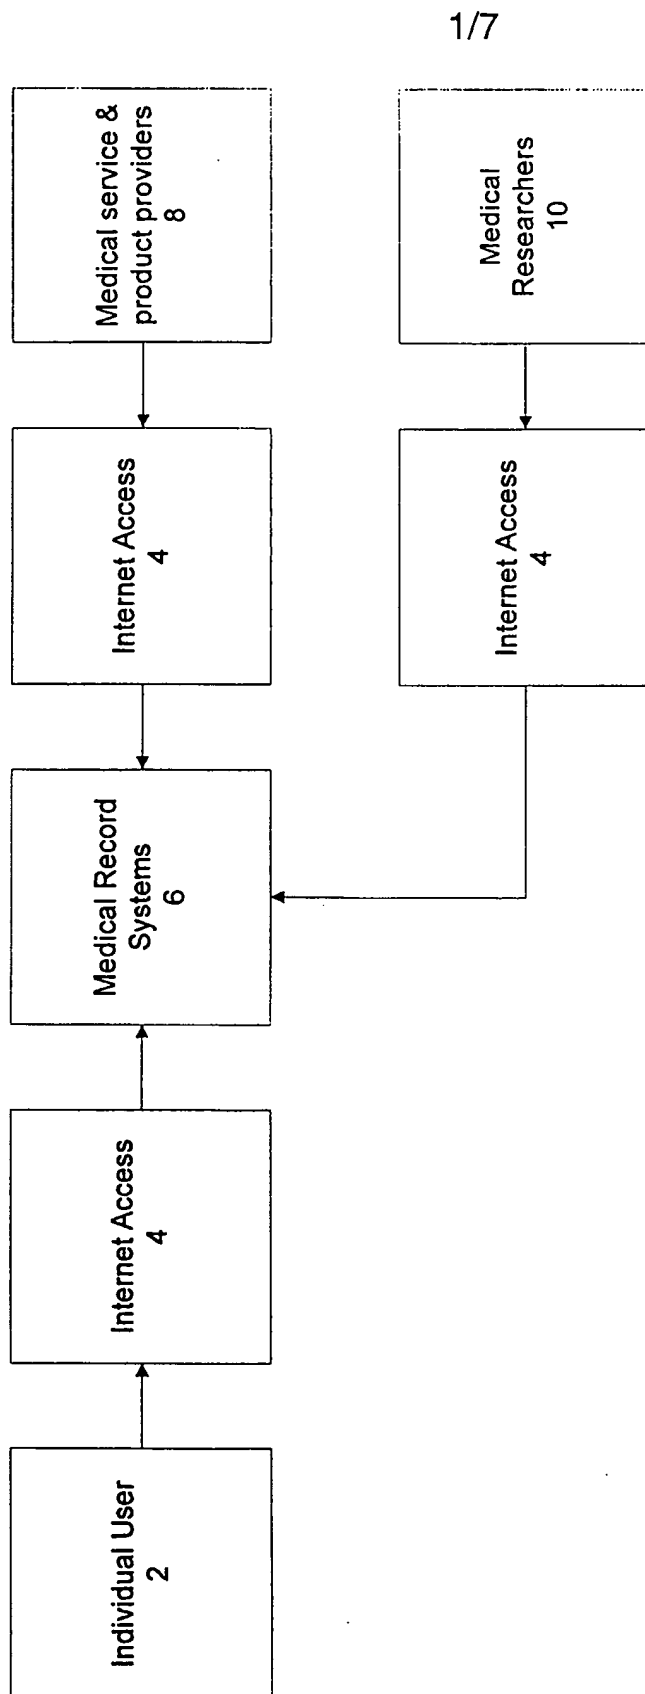 1/7
Individual User
2
Internet Access
4
Medical Record
Systems
6
Internet Access
4
Medical service &
product providers
8
Internet Access
4
Medical
Researchers
10